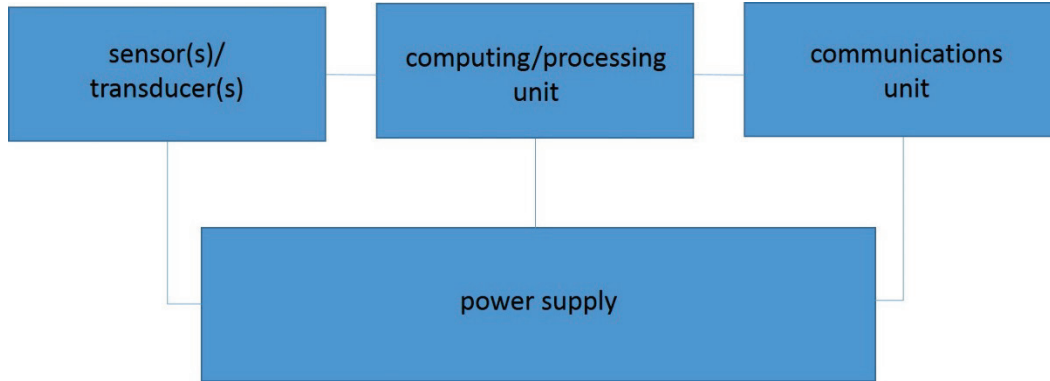 sensor(s)/
transducer(s)
computing/processing
unit
communications
unit
power supply